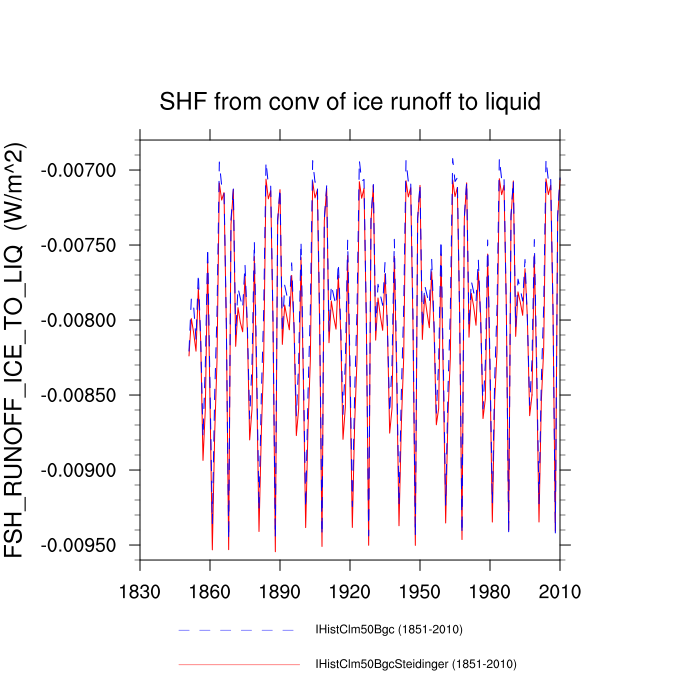 SHF from conv of ice runoff to liquid
FSH_RUNOFF_ICE_TO_LIQ (W/m^2)
-0.00700
-0.00750
-0.00800
-0.00850
-0.00900
-0.00950
1830 1860 1890 1920 1950 1980 2010
IHistClm50Bgc (1851-2010)
IHistClm50BgcSteidinger (1851-2010)